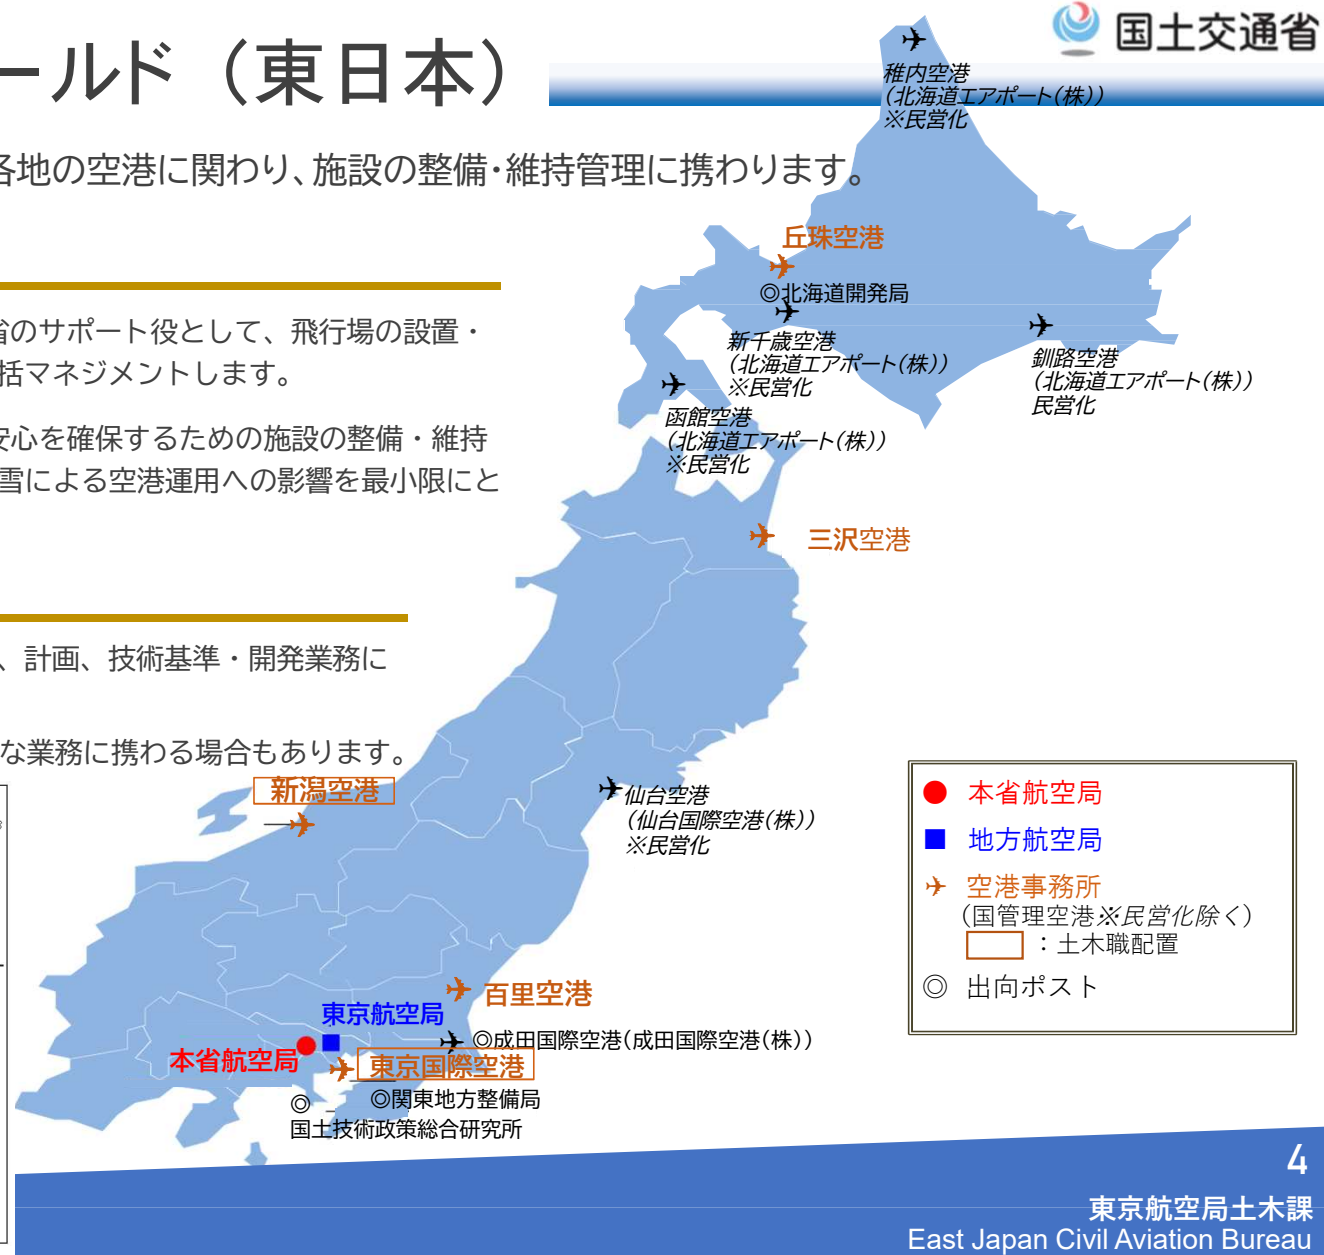 国土交通省
ールド（東日本）
各地の空港に関わり、施設の整備・維持管理に携わります。
省のサポート役として、飛行場の設置・
括マネジメントします。
安心を確保するための施設の整備・維持
雪による空港運用への影響を最小限にと
、計画、技術基準・開発業務に
な業務に携わる場合もあります。
稚内空港
(北海道エアポート(株))
※民営化
丘珠空港
◎北海道開発局
新千歳空港
(北海道エアポート(株))
※民営化
釧路空港
(北海道エアポート(株))
民営化
函館空港
(北海道エアポート(株))
※民営化
三沢空港
新潟空港
仙台空港
(仙台国際空港(株))
※民営化
百里空港
東京航空局
◎成田国際空港(成田国際空港(株))
本省航空局
東京国際空港
◎関東地方整備局
◎
国土技術政策総合研究所
● 本省航空局
■ 地方航空局
空港事務所
(国管理空港※民営化除く)
：土木職配置
◎ 出向ポスト
4
東京航空局土木課
East Japan Civil Aviation Bureau